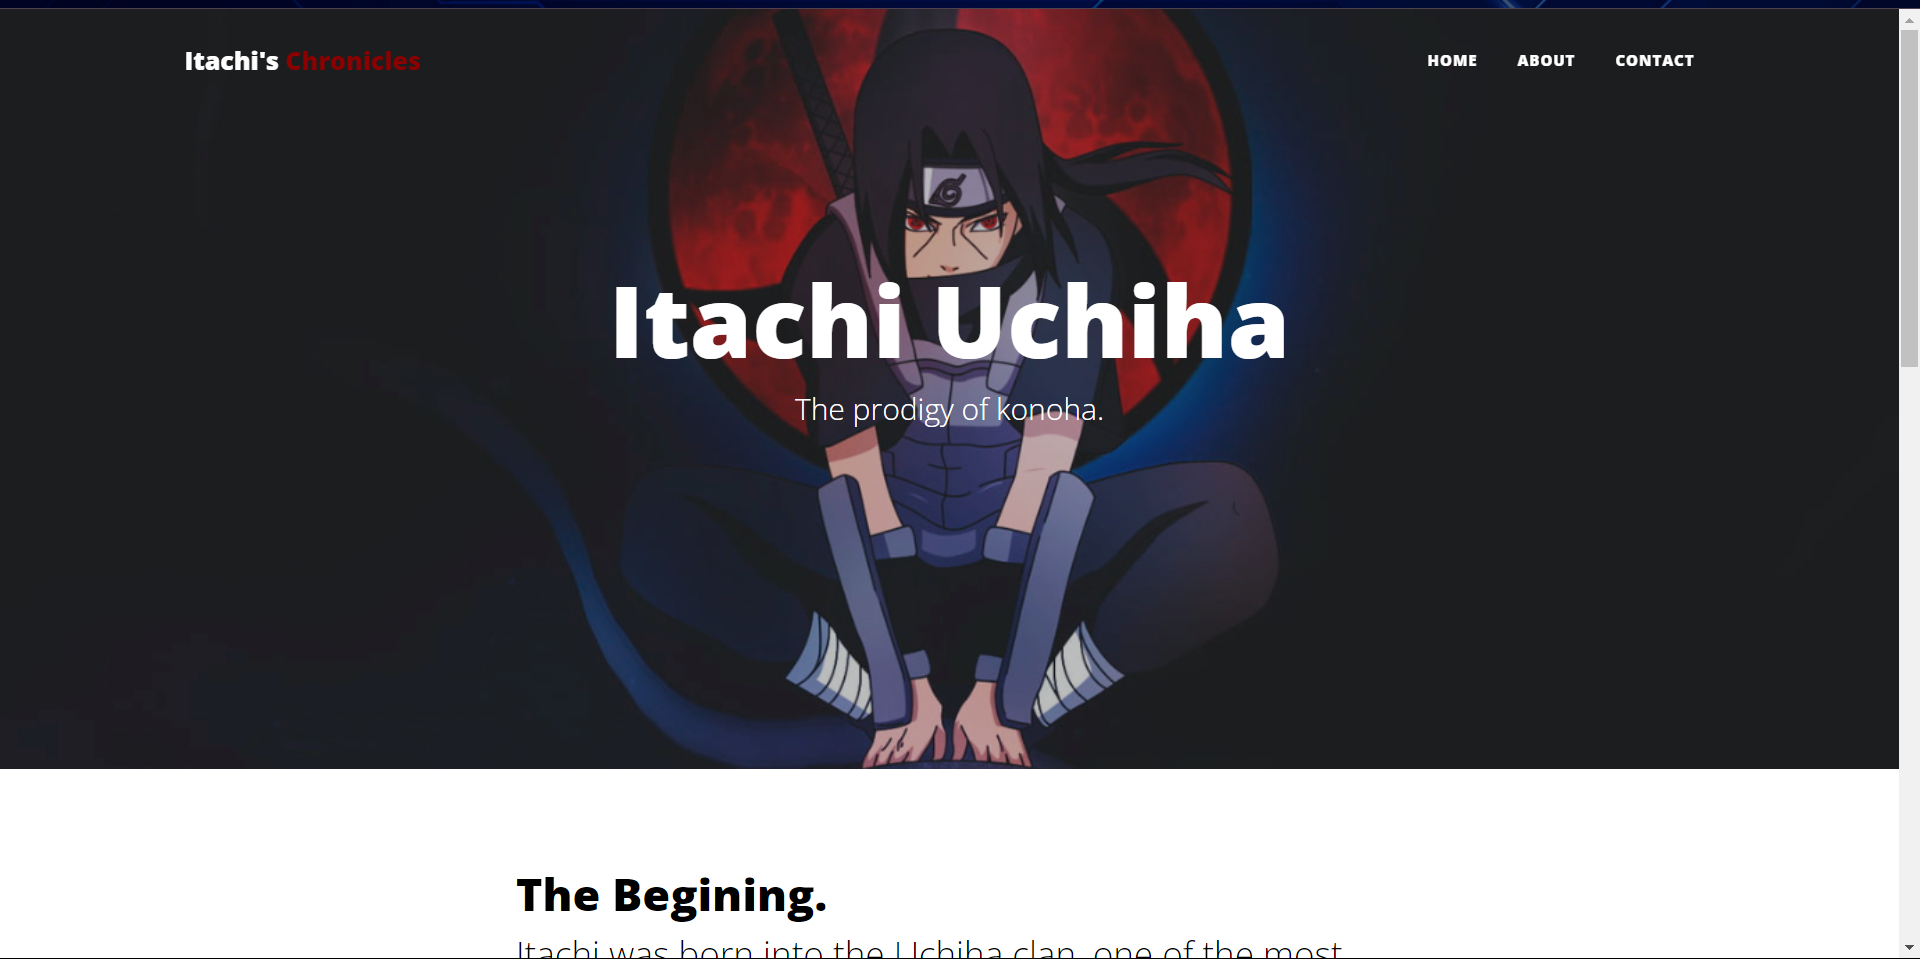 Itachi's Chronicles
HOME ABOUT CONTACT
Itachi Uchiha
The prodigy of konoha.
The Begining.
Itachi was born into the Uchiha clan, one of the most